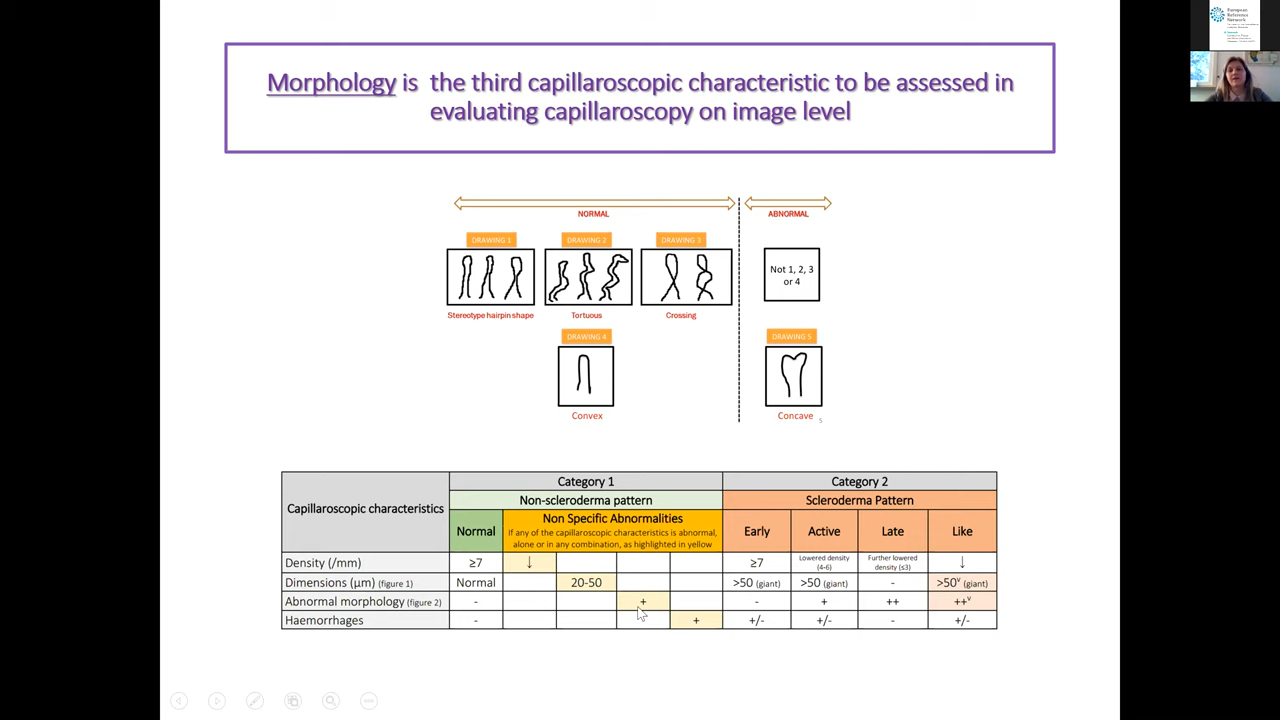 European
Reference
Network
Morphology is the third capillaroscopic characteristic to be assessed in
evaluating capillaroscopy on image level
NORMAL
ABNORMAL
DRAWING 1
DRAWING 2
DRAWING 3
Not 1, 2, 3
or 4
Stereotype hairpin shape
Tortuous
Crossing
DRAWING 4
DRAWING 5
Convex
Concave
5
Capillaroscopic characteristics
Category 1
Category 2
Non-scleroderma pattern
Scleroderma Pattern
Normal
Non Specific Abnormalities
If any of the capillaroscopic characteristics is abnormal,
alone or in any combination, as highlighted in yellow
Early
Active
Late
Like
Density (/mm)
≥7
↓
≥7
Lowered density
(4-6)
Further lowered
density (≤3)
↓
Dimensions (µm) (figure 1)
Normal
20-50
>50 (giant)
>50 (giant)
-
>50ᵛ (giant)
Abnormal morphology (figure 2)
-
+
-
+
++
++ᵛ
Haemorrhages
-
+
+/-
+/-
-
+/-